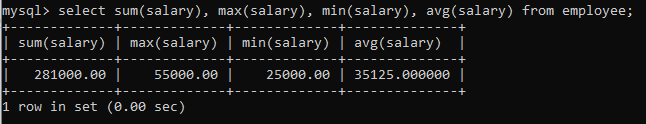 mysql> select sum(salary), max(salary), min(salary), avg(salary) from employee;
+-------------+-------------+-------------+--------------+
| sum(salary) | max(salary) | min(salary) | avg(salary)  |
+-------------+-------------+-------------+--------------+
|   281000.00 |    55000.00 |    25000.00 | 35125.000000 |
+-------------+-------------+-------------+--------------+
1 row in set (0.00 sec)